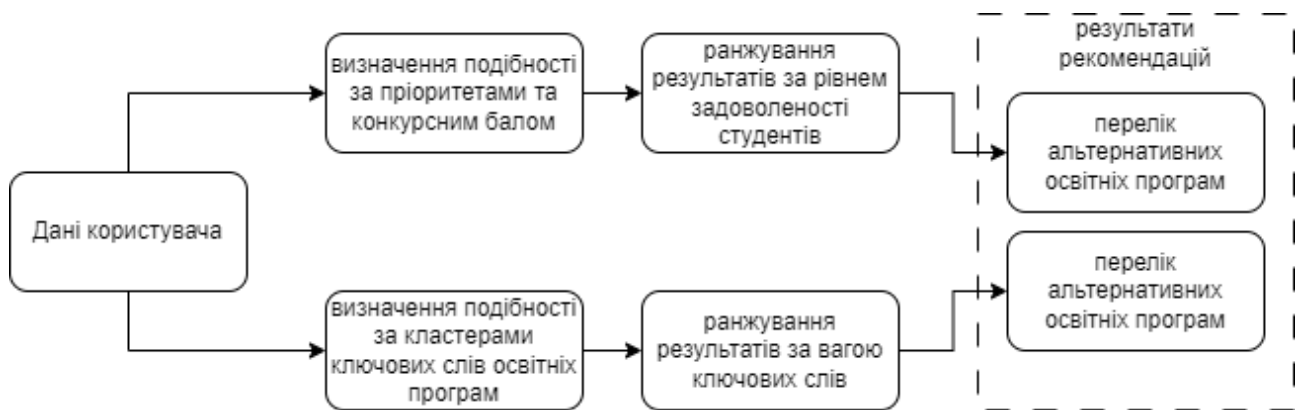 Дані користувача
визначення подібності
за пріоритетами та
конкурсним балом
ранжування
результатів за рівнем
задоволеності
студентів
результати
рекомендацій
перелік
альтернативних
освітніх програм
визначення подібності
за кластерами
ключових слів освітніх
програм
ранжування
результатів за вагою
ключових слів
перелік
альтернативних
освітніх програм